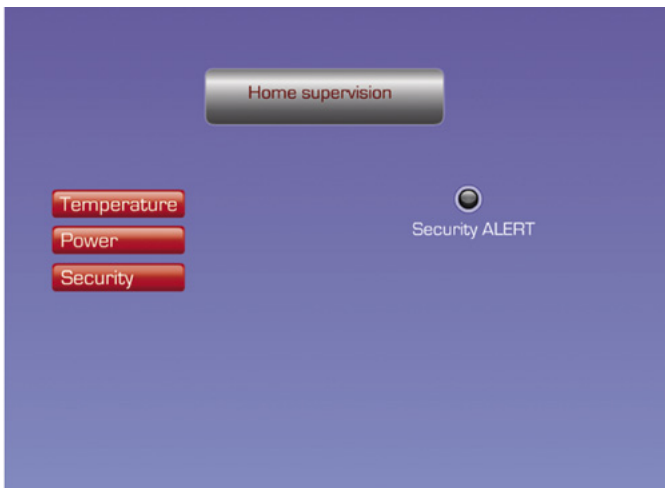 Home supervision
Temperature
Power
Security
Security ALERT